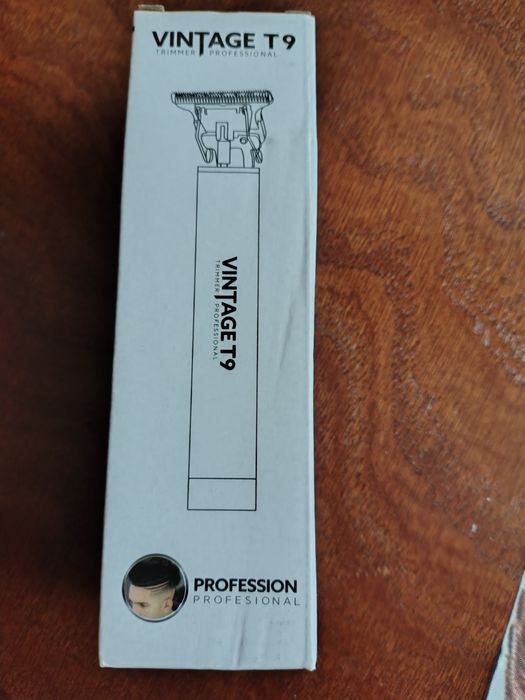 VINTAGE T9
TRIMMER PROFESSIONAL
VINTAGE T9
TRIMMER PROFESSIONAL
PROFESSION
PROFESIONAL